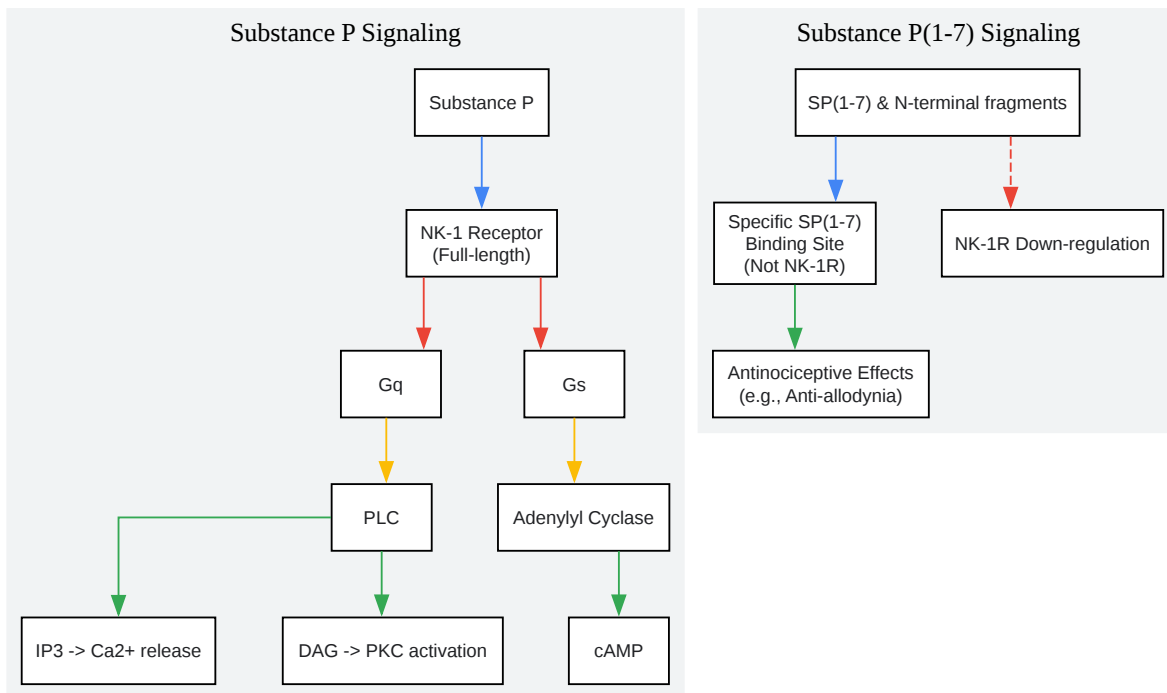 Substance P Signaling
Substance P
NK-1 Receptor
(Full-length)
Gq
Gs
PLC
Adenylyl Cyclase
IP3 -> Ca2+ release
DAG -> PKC activation
cAMP
Substance P(1-7) Signaling
SP(1-7) & N-terminal fragments
Specific SP(1-7)
Binding Site
(Not NK-1R)
NK-1R Down-regulation
Antinociceptive Effects
(e.g., Anti-allodynia)